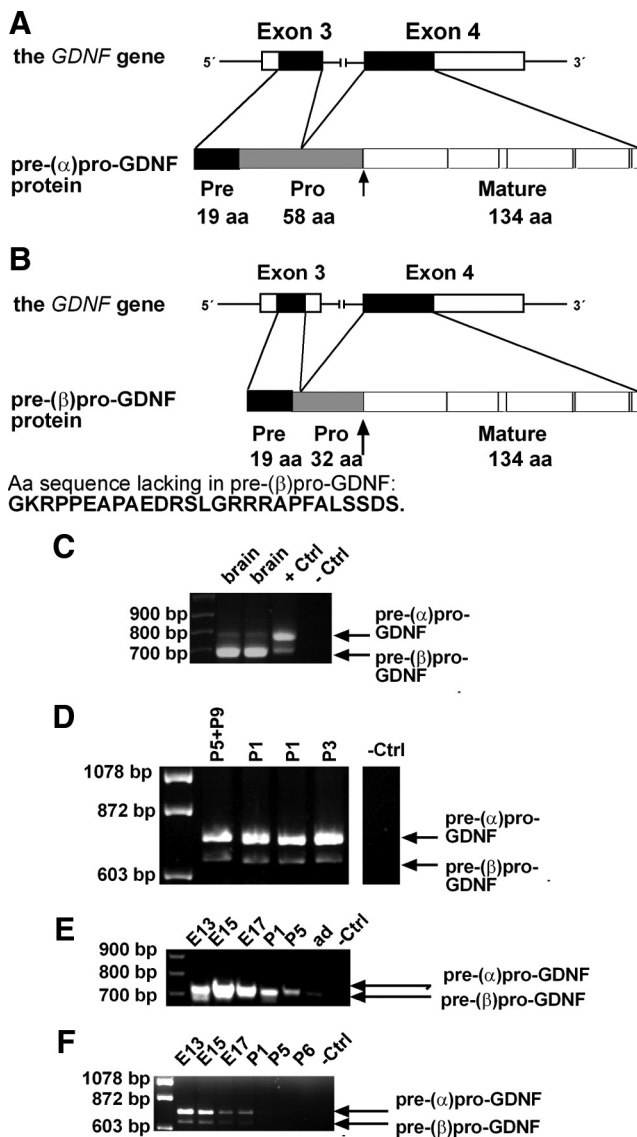 A
Exon 3 Exon 4
the GDNF gene 5´ 3´
pre-(α)pro-GDNF
protein
Pre Pro Mature
19 aa 58 aa 134 aa
B
Exon 3 Exon 4
the GDNF gene 5´ 3´
pre-(β)pro-GDNF
protein
Pre Pro Mature
19 aa 32 aa 134 aa
Aa sequence lacking in pre-(β)pro-GDNF:
GKRPPEAPAEDRSLGRRRAPFALSSDS.
C
brain brain + Ctrl - Ctrl
900 bp
800 bp
700 bp
pre-(α)pro-
GDNF
pre-(β)pro-
GDNF
D
P5+P9 P1 P1 P3 -Ctrl
1078 bp
872 bp
603 bp
pre-(α)pro-
GDNF
pre-(β)pro-
GDNF
E
E13 E15 E17 P1 P5 ad -Ctrl
900 bp
800 bp
700 bp
pre-(α)pro-GDNF
pre-(β)pro-GDNF
F
E13 E15 E17 P1 P5 P6 -Ctrl
1078 bp
872 bp
603 bp
pre-(α)pro-GDNF
pre-(β)pro-GDNF